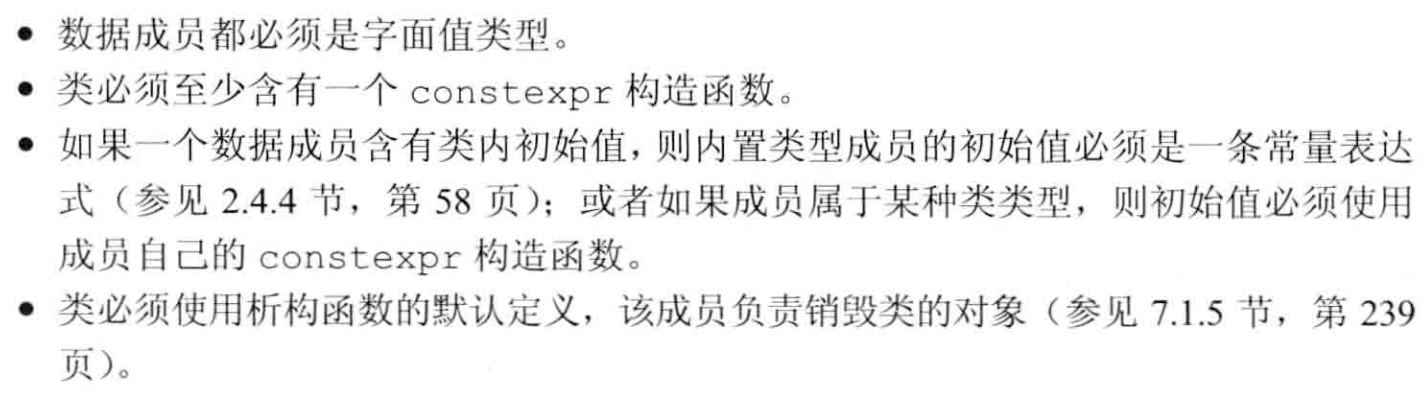 • 数据成员都必须是字面值类型。
• 类必须至少含有一个 constexpr 构造函数。
• 如果一个数据成员含有类内初始值，则内置类型成员的初始值必须是一条常量表达
式（参见 2.4.4 节，第 58 页）；或者如果成员属于某种类类型，则初始值必须使用
成员自己的 constexpr 构造函数。
• 类必须使用析构函数的默认定义，该成员负责销毁类的对象（参见 7.1.5 节，第 239
页）。